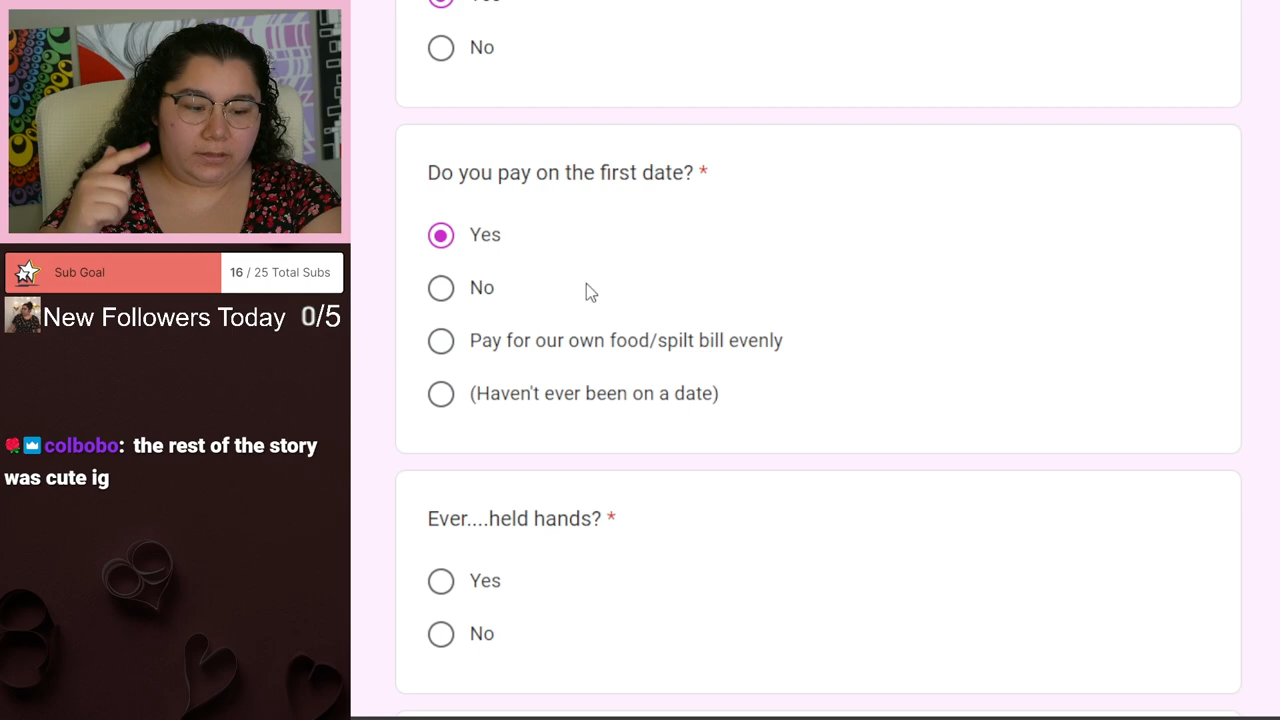 Yes
No
Do you pay on the first date? *
Yes
No
Pay for our own food/spilt bill evenly
(Haven't ever been on a date)
Ever....held hands? *
Yes
No
Sub Goal
16 / 25 Total Subs
New Followers Today 0/5
colbobo: the rest of the story
was cute ig